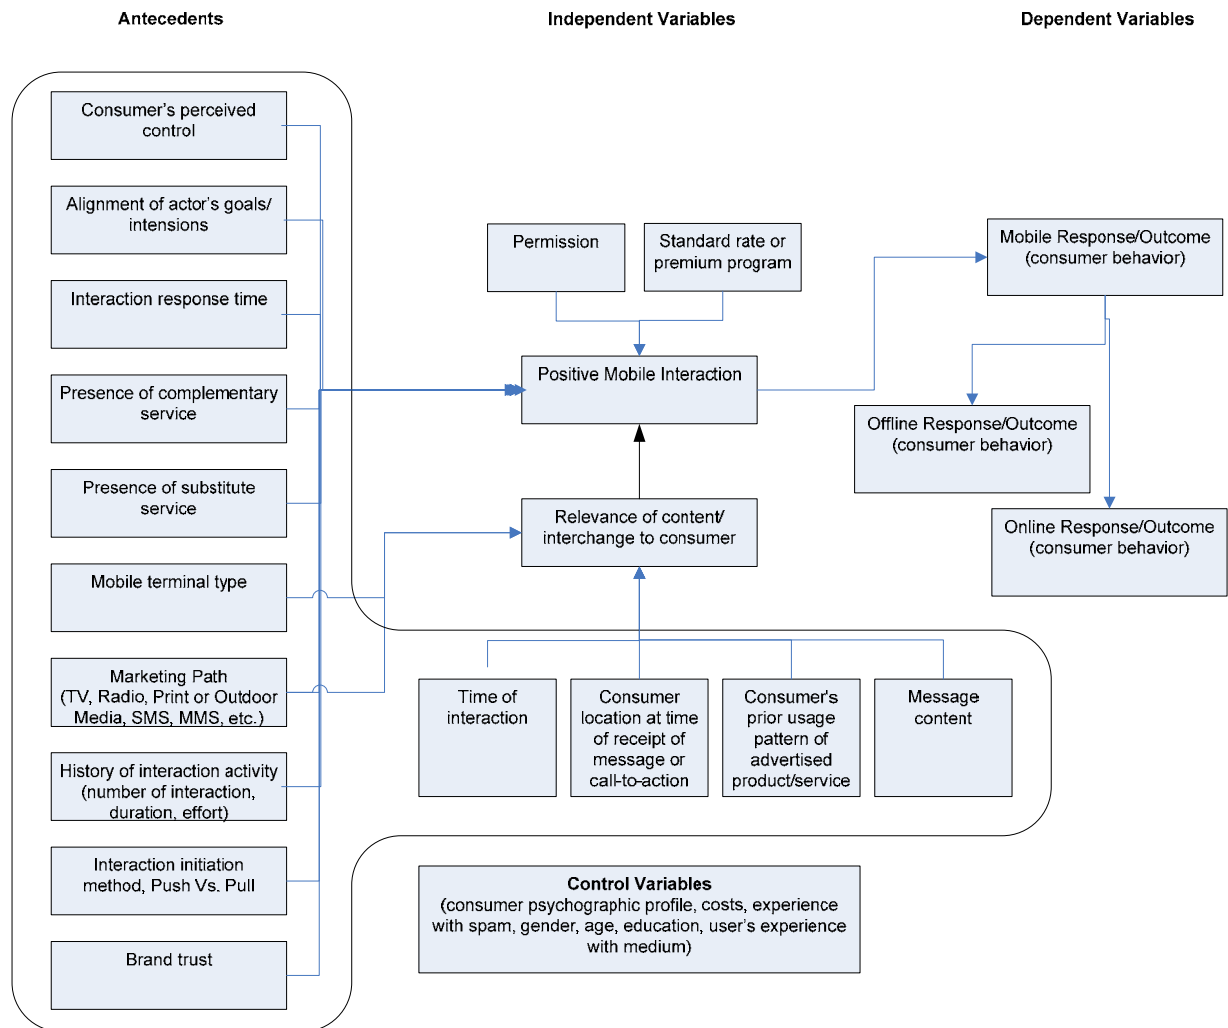 Antecedents
Independent Variables
Dependent Variables
Consumer's perceived
control
Alignment of actor's goals/
intensions
Interaction response time
Presence of complementary
service
Presence of substitute
service
Mobile terminal type
Marketing Path
(TV, Radio, Print or Outdoor
Media, SMS, MMS, etc.)
History of interaction activity
(number of interaction,
duration, effort)
Interaction initiation
method, Push Vs. Pull
Brand trust
Permission
Standard rate or
premium program
Positive Mobile Interaction
Relevance of content/
interchange to consumer
Time of
interaction
Consumer
location at time
of receipt of
message or
call-to-action
Consumer's
prior usage
pattern of
advertised
product/service
Message
content
Control Variables
(consumer psychographic profile, costs, experience
with spam, gender, age, education, user's experience
with medium)
Mobile Response/Outcome
(consumer behavior)
Offline Response/Outcome
(consumer behavior)
Online Response/Outcome
(consumer behavior)